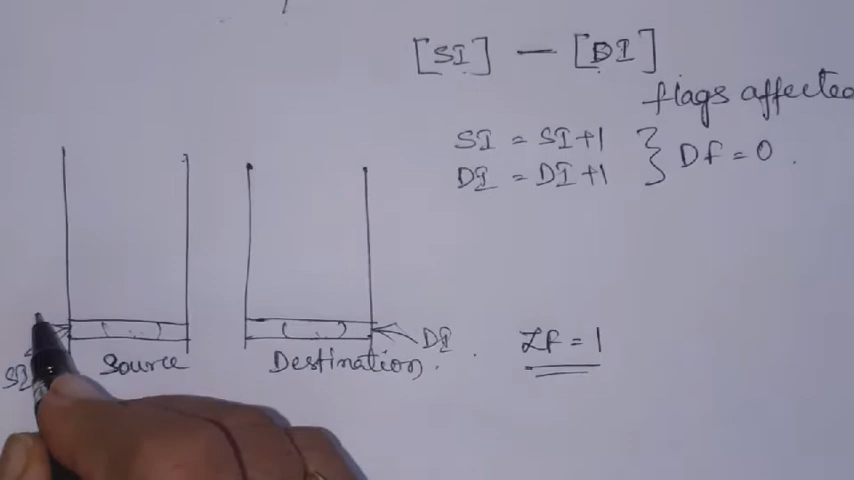 [SI] — [DI]
flags affected
SI = SI+1
DI = DI+1
} Df = 0 .
DI .
Zf = 1
SI
Source
Destination .